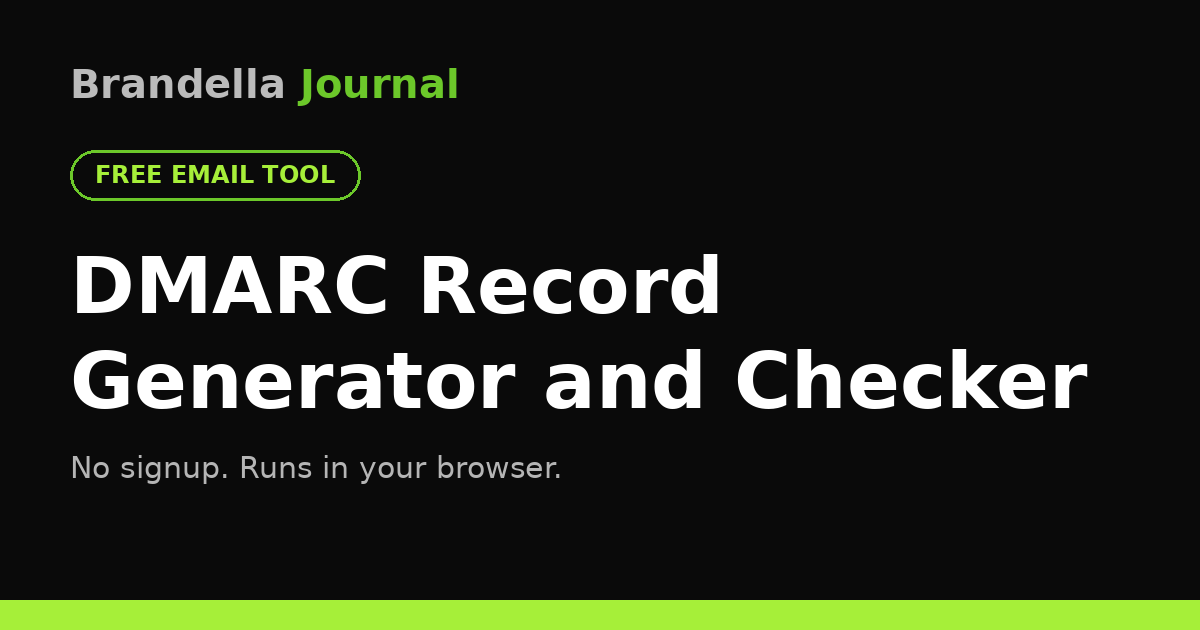 Brandella Journal
FREE EMAIL TOOL
DMARC Record
Generator and Checker
No signup. Runs in your browser.